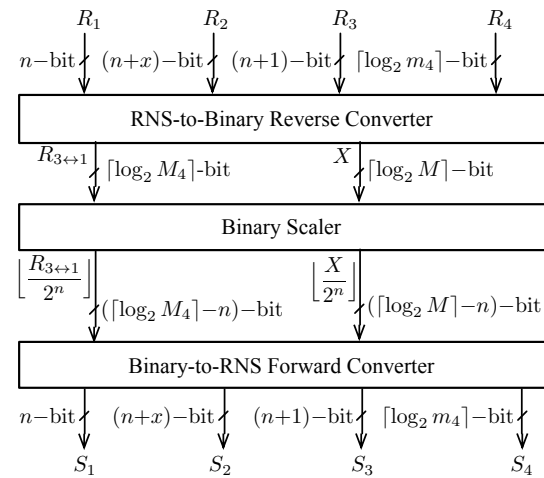 R₁ R₂ R₃ R₄
n−bit (n+x)−bit (n+1)−bit ⌈log₂ m₄⌉−bit
RNS-to-Binary Reverse Converter
R₃↔₁ ⌈log₂ M₄⌉-bit X ⌈log₂ M⌉−bit
Binary Scaler
⌊R₃↔₁/2ⁿ⌋ (⌈log₂ M₄⌉−n)−bit ⌊X/2ⁿ⌋ (⌈log₂ M⌉−n)−bit
Binary-to-RNS Forward Converter
n−bit (n+x)−bit (n+1)−bit ⌈log₂ m₄⌉−bit
S₁ S₂ S₃ S₄